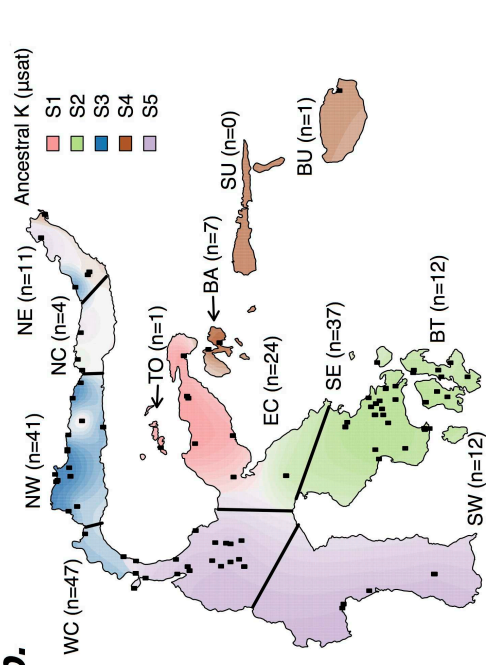 b.
Ancestral K (µsat)
S1
S2
S3
S4
S5
NE (n=11)
NC (n=4)
NW (n=41)
WC (n=47)
TO (n=1)
BA (n=7)
SU (n=0)
BU (n=1)
EC (n=24)
SE (n=37)
BT (n=12)
SW (n=12)